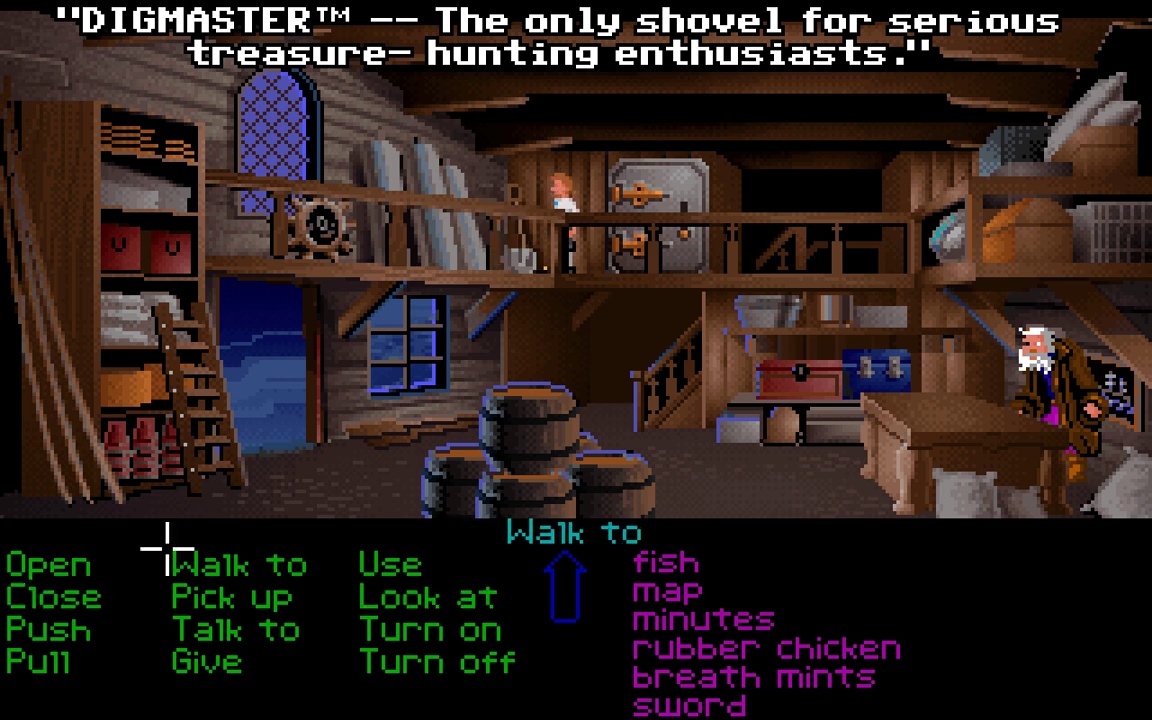 "DIGMASTER™ -- The only shovel for serious
treasure- hunting enthusiasts."
Walk to
Open
Walk to
Use
Close
Pick up
Look at
Push
Talk to
Turn on
Pull
Give
Turn off
fish
map
minutes
rubber chicken
breath mints
sword